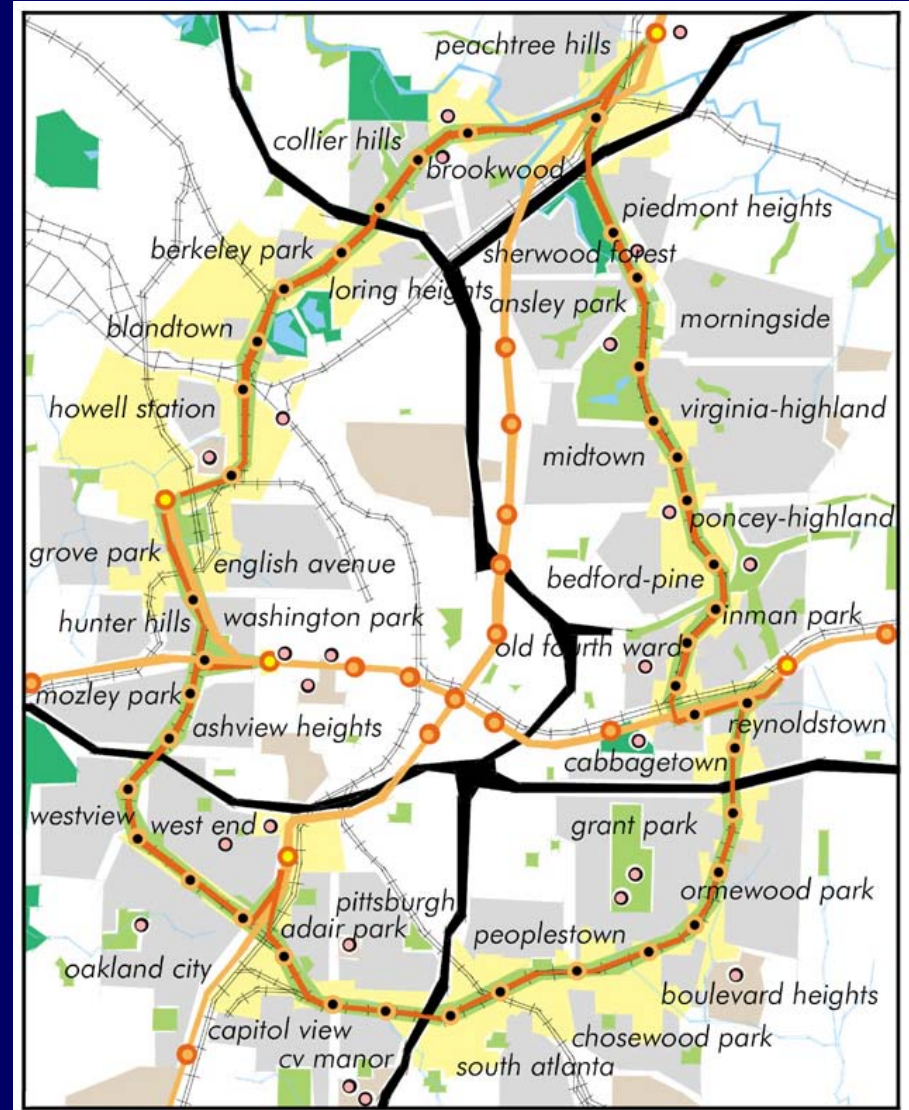 peachtree hills
collier hills
brookwood
piedmont heights
berkeley park
sherwood forest
loring heights
ansley park
blandtown
morningside
howell station
virginia-highland
midtown
poncey-highland
grove park
english avenue
bedford-pine
hunter hills
washington park
inman park
old fourth ward
mozley park
ashview heights
reynoldstown
cabbagetown
westview
west end
grant park
pittsburgh
ormewood park
adair park
peoplestown
oakland city
boulevard heights
capitol view
chosewood park
cv manor
south atlanta